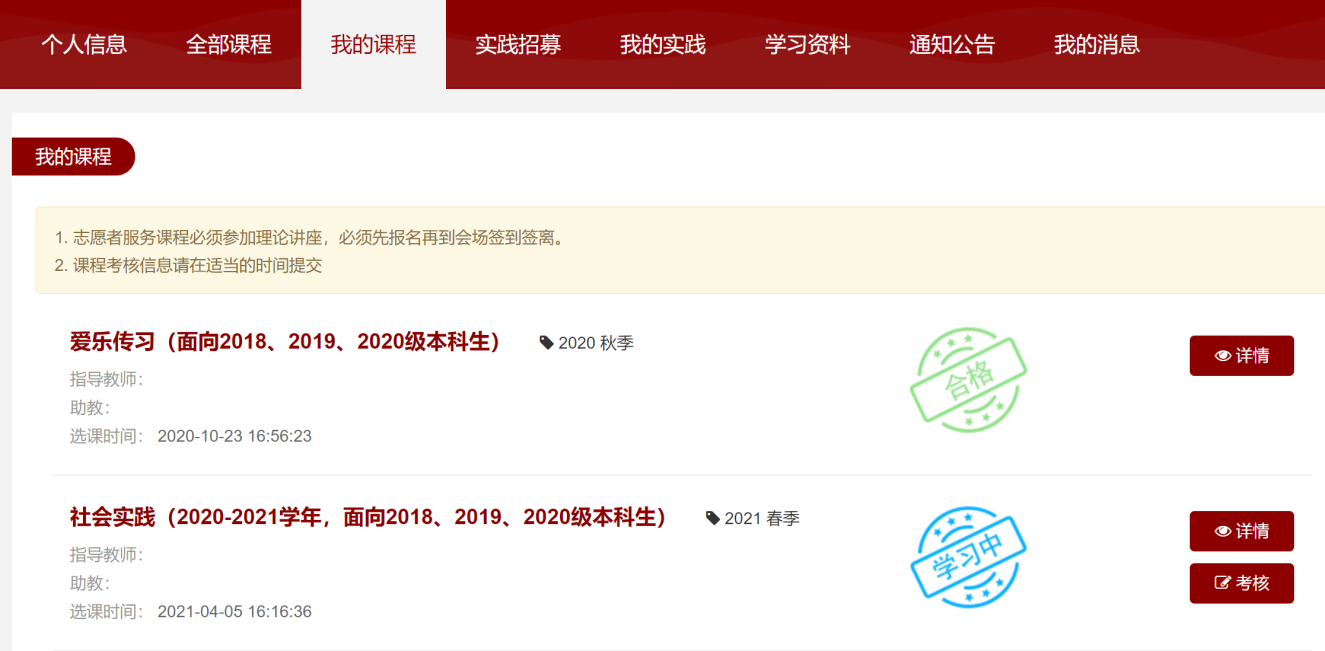 个人信息 全部课程 我的课程 实践招募 我的实践 学习资料 通知公告 我的消息
我的课程
1. 志愿者服务课程必须参加理论讲座，必须先报名再到会场签到签离。
2. 课程考核信息请在适当的时间提交
爱乐传习（面向2018、2019、2020级本科生） 2020 秋季
合格
详情
指导教师：
助教：
选课时间： 2020-10-23 16:56:23
社会实践（2020-2021学年，面向2018、2019、2020级本科生） 2021 春季
学习中
详情
指导教师：
助教：
考核
选课时间： 2021-04-05 16:16:36